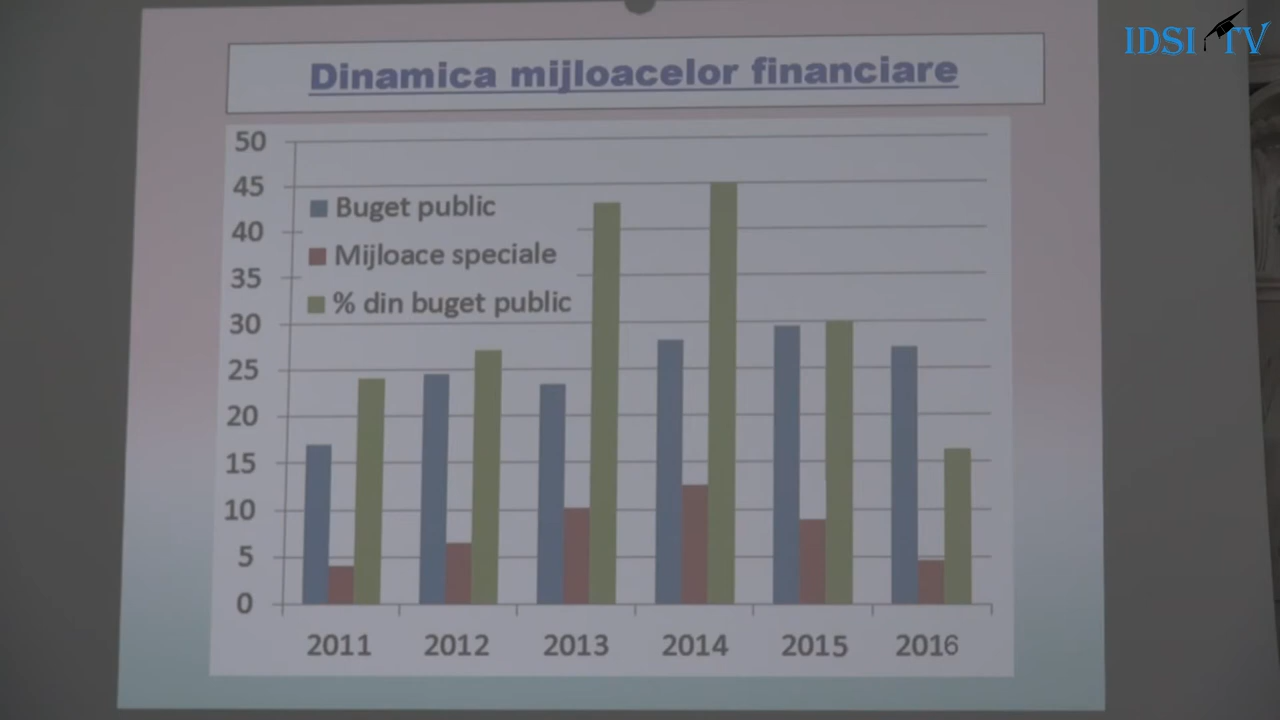 IDSI TV
Dinamica mijloacelor financiare
50
45
Buget public
40
Mijloace speciale
35
% din buget public
30
25
20
15
10
5
0
2011 2012 2013 2014 2015 2016